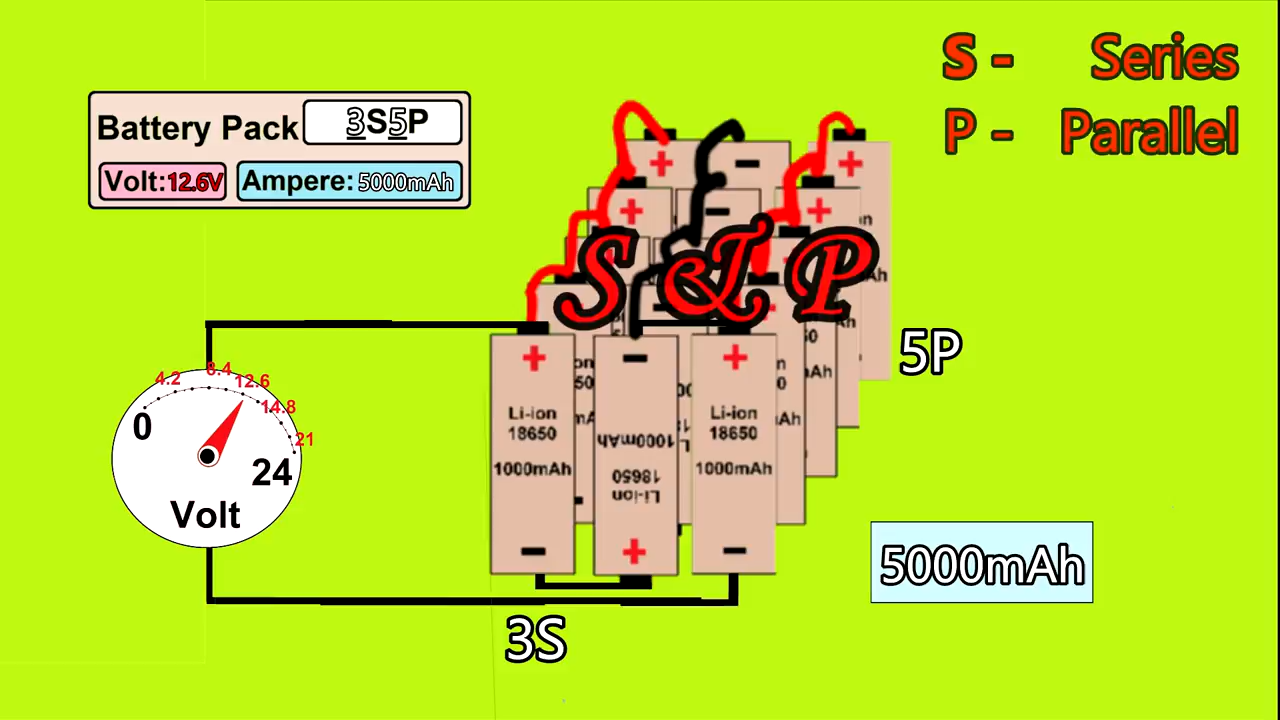 S - Series
P - Parallel
Battery Pack 3S5P
Volt:12.6V Ampere: 5000mAh
S & P
5P
0 4.2 8.4 12.6 14.8 21 24
Volt
+ - +
Li-ion
18650
1000mAh
Li-ion
18650
1000mAh
Li-ion
18650
1000mAh
- + -
5000mAh
3S